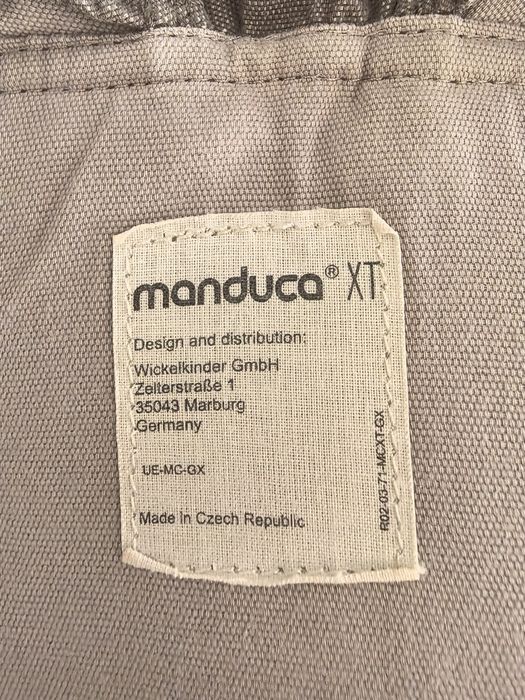 manduca® XT
Design and distribution:
Wickelkinder GmbH
Zeiterstraße 1
35043 Marburg
Germany
UE-MC-GX
Made in Czech Republic
R02-03-71-MCXT-GX